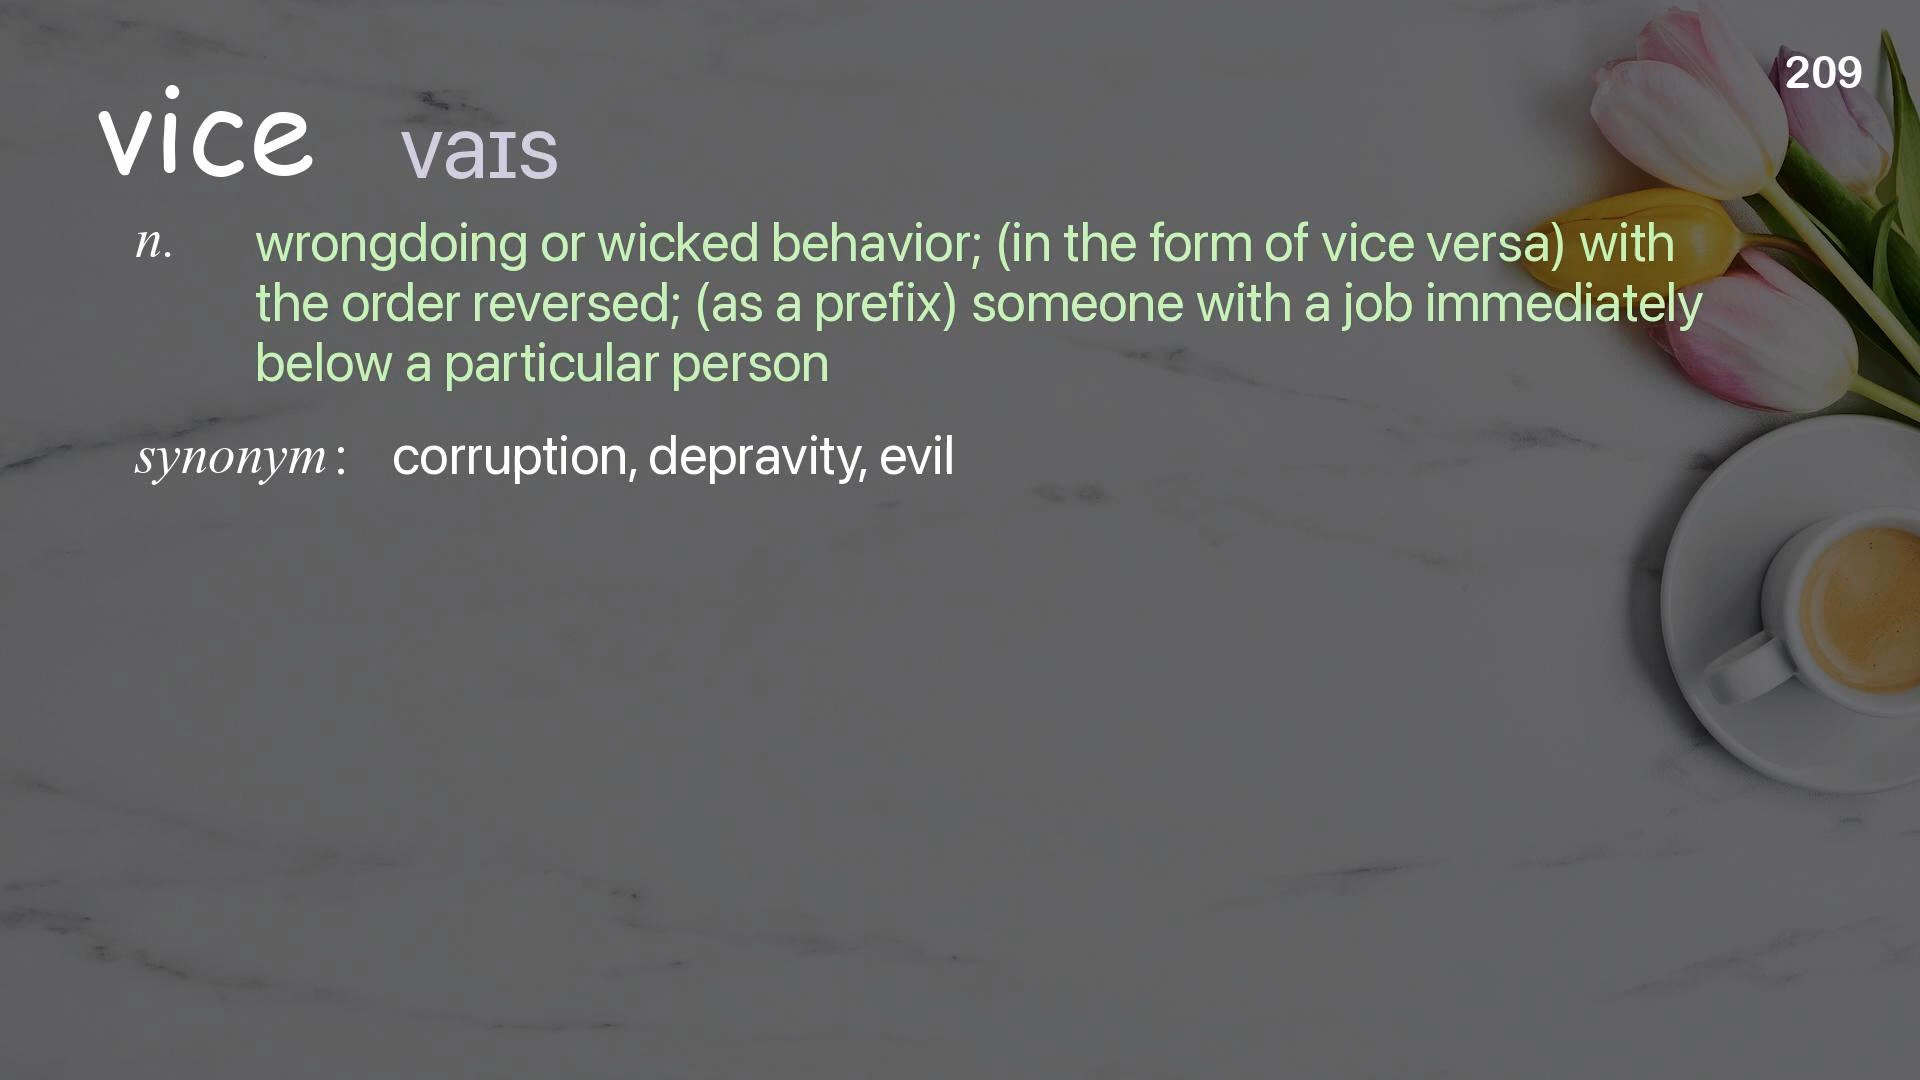 209
vice vaɪs
n. wrongdoing or wicked behavior; (in the form of vice versa) with
the order reversed; (as a prefix) someone with a job immediately
below a particular person
synonym : corruption, depravity, evil